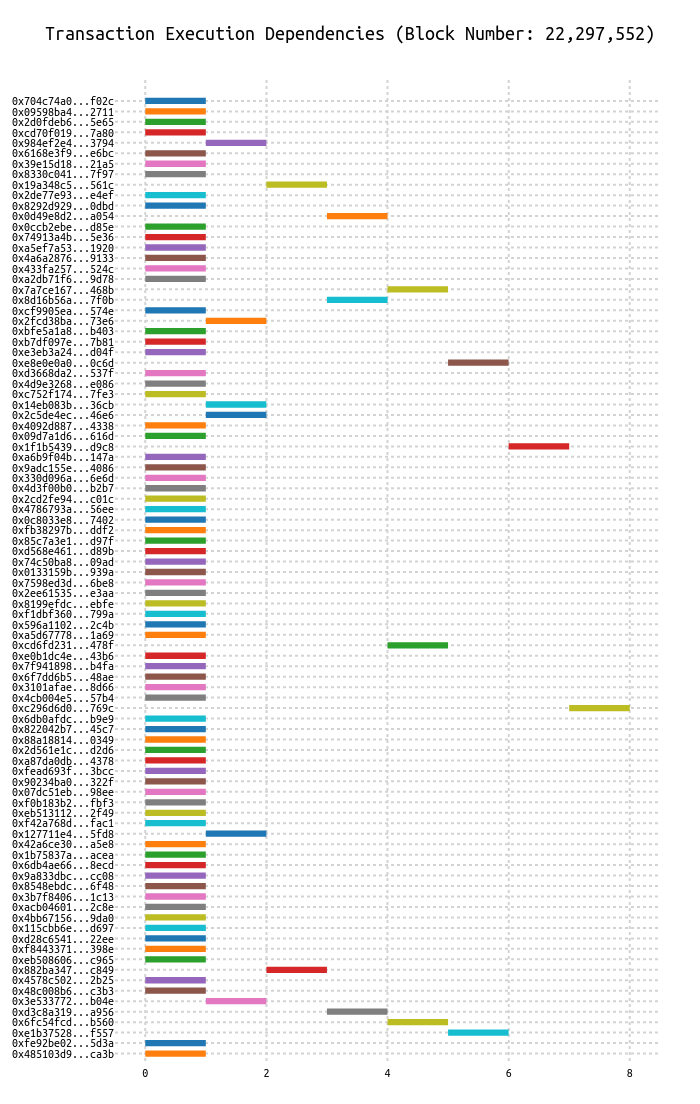 Transaction Execution Dependencies (Block Number: 22,297,552)
0x704c74a0...f02c
0x09598ba4...2711
0x2d0fdeb6...5e65
0xcd70f019...7a80
0x984ef2e4...3794
0x6168e3f9...e6bc
0x39e15d18...21a5
0x8330c041...7f97
0x19a348c5...561c
0x2de77e93...e4ef
0x8292d929...0dbd
0x0d49e8d2...a054
0x0ccb2ebe...d85e
0x74913a4b...5e36
0xa5ef7a53...1920
0x4a6a2876...9133
0x433fa257...524c
0xa2db71f6...9d78
0x7a7ce167...468b
0x8d16b56a...7f0b
0xcf9905ea...574e
0x2fcd38ba...73e6
0xbfe5a1a8...b403
0xb7df097e...7b81
0xe3eb3a24...d04f
0xe8e0e0a0...0c6d
0xd3668da2...537f
0x4d9e3268...e086
0xc752f174...7fe3
0x14eb083b...36cb
0x2c5de4ec...46e6
0x4092d887...4338
0x09d7a1d6...616d
0x1f1b5439...d9c8
0xa6b9f04b...147a
0x9adc155e...4086
0x330d096a...6e6d
0x4d3f00b0...b2b7
0x2cd2fe94...c01c
0x4786793a...56ee
0x0c8033e8...7402
0xfb38297b...ddf2
0x85c7a3e1...d97f
0xd568e461...d89b
0x74c50ba8...09ad
0x0133159b...939a
0x7598ed3d...6be8
0x2ee61535...e3aa
0x8199efdc...ebfe
0xf1dbf360...799a
0x596a1102...2c4b
0xa5d67778...1a69
0xcd6fd231...478f
0xe0b1dc4e...43b6
0x7f941898...b4fa
0x6f7dd6b5...48ae
0x3101afae...8d66
0x4cb004e5...57b4
0xc296d6d0...769c
0x6db0afdc...b9e9
0x822042b7...45c7
0x88a18814...0349
0x2d561e1c...d2d6
0xa87da0db...4378
0xfead693f...3bcc
0x90234ba0...322f
0x07dc51eb...98ee
0xf0b183b2...fbf3
0xeb513112...2f49
0xf42a768d...fac1
0x127711e4...5fd8
0x42a6ce30...a5e8
0x1b75837a...acea
0x6db4ae66...8ecd
0x9a833dbc...cc08
0x8548ebdc...6f48
0x3b7f8406...1c13
0xacb04601...2c8e
0x4bb67156...9da0
0x115cbb6e...d697
0xd28c6541...22ee
0xf8443371...398e
0xeb508606...c965
0x882ba347...c849
0x4578c502...2b25
0x48c008b6...c3b3
0x3e533772...b04e
0xd3c8a319...a956
0x6fc54fcd...b560
0xe1b37528...f557
0xfe92be02...5d3a
0x485103d9...ca3b
0 2 4 6 8